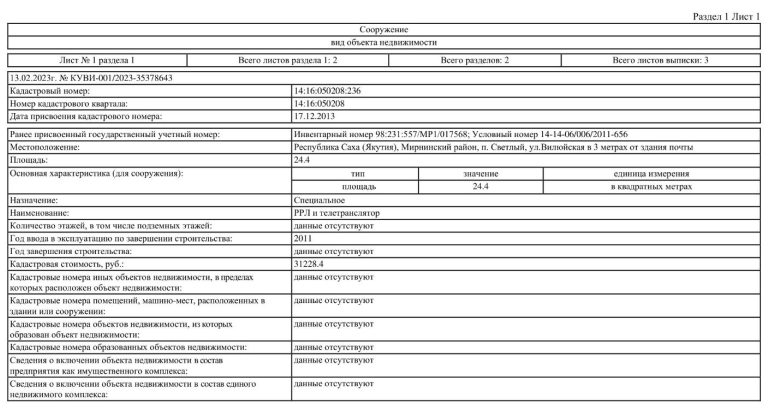 Раздел 1 Лист 1
Сооружение
вид объекта недвижимости
Лист № 1 раздела 1 Всего листов раздела 1: 2 Всего разделов: 2 Всего листов выписки: 3
13.02.2023г. № КУВИ-001/2023-35378643
Кадастровый номер: 14:16:050208:236
Номер кадастрового квартала: 14:16:050208
Дата присвоения кадастрового номера: 17.12.2013
Ранее присвоенный государственный учетный номер: Инвентарный номер 98:231:557/МР1/017568; Условный номер 14-14-06/006/2011-656
Местоположение: Республика Саха (Якутия), Мирнинский район, п. Светлый, ул.Вилюйская в 3 метрах от здания почты
Площадь: 24.4
Основная характеристика (для сооружения): тип значение единица измерения
площадь 24.4 в квадратных метрах
Назначение: Специальное
Наименование: РРЛ и телетранслятор
Количество этажей, в том числе подземных этажей: данные отсутствуют
Год ввода в эксплуатацию по завершении строительства: 2011
Год завершения строительства: данные отсутствуют
Кадастровая стоимость, руб.: 31228.4
Кадастровые номера иных объектов недвижимости, в пределах данные отсутствуют
которых расположен объект недвижимости:
Кадастровые номера помещений, машино-мест, расположенных в данные отсутствуют
здании или сооружении:
Кадастровые номера объектов недвижимости, из которых данные отсутствуют
образован объект недвижимости:
Кадастровые номера образованных объектов недвижимости: данные отсутствуют
Сведения о включении объекта недвижимости в состав данные отсутствуют
предприятия как имущественного комплекса:
Сведения о включении объекта недвижимости в состав единого данные отсутствуют
недвижимого комплекса: